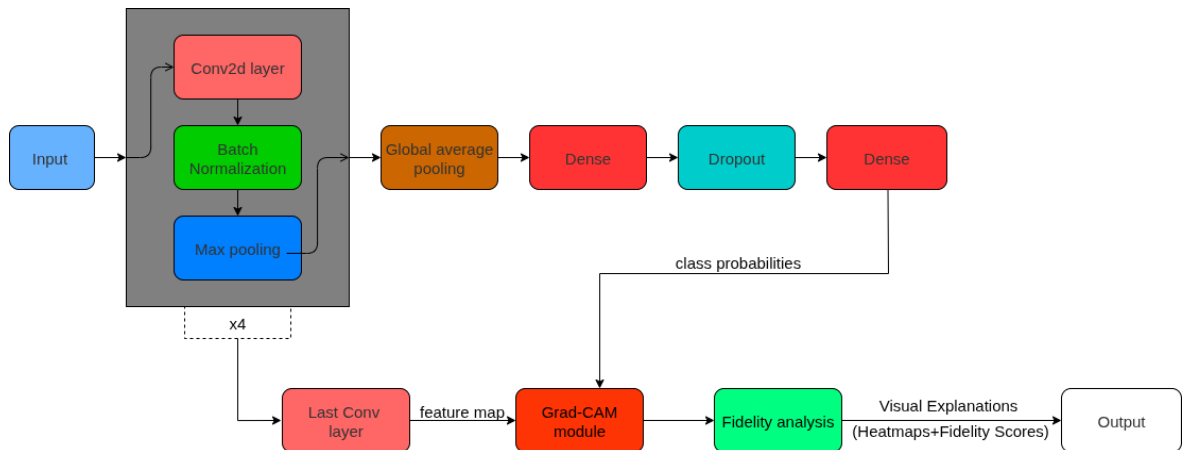 Conv2d layer
Input
Batch
Normalization
Global average
pooling
Dense
Dropout
Dense
Max pooling
class probabilities
x4
Last Conv
layer
feature map
Grad-CAM
module
Fidelity analysis
Visual Explanations
(Heatmaps+Fidelity Scores)
Output